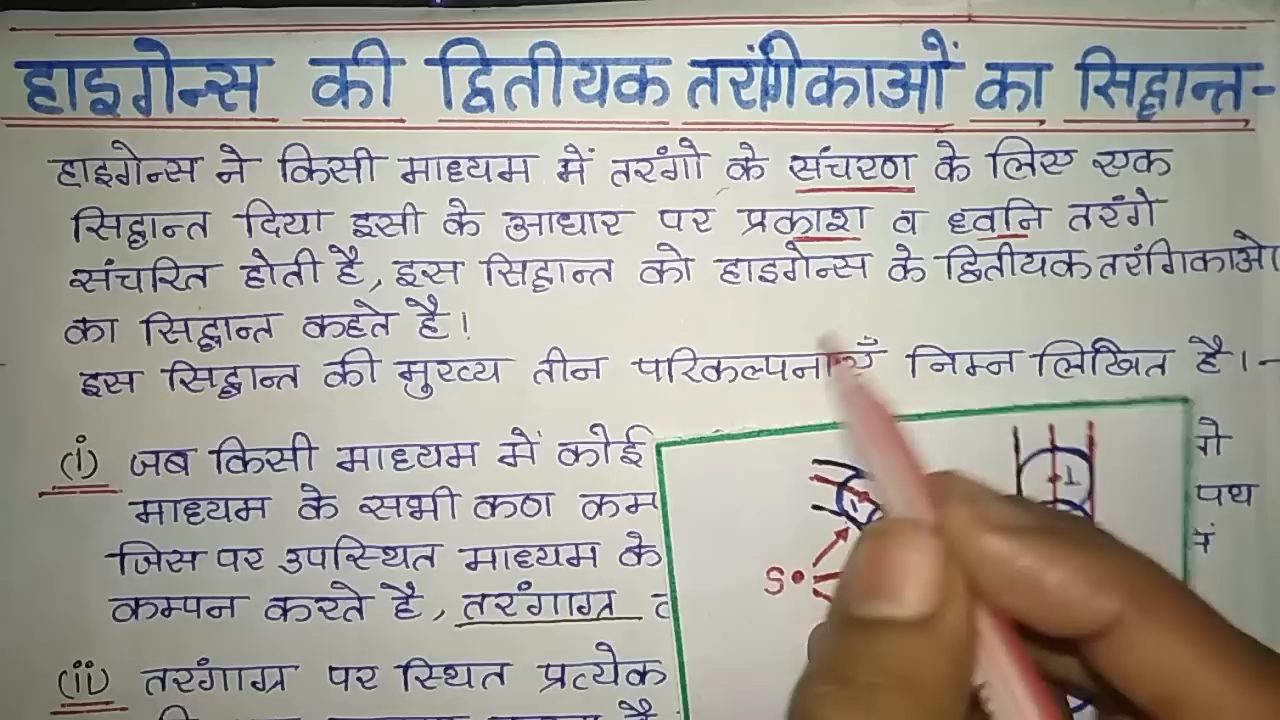 हाइगेन्स की द्वितीयक तरंगिकाओं का सिद्धान्त-
हाइगेन्स ने किसी माध्यम में तरंगो के संचरण के लिए एक
सिद्धान्त दिया इसी के आधार पर प्रकाश व ध्वनि तरंगे
संचरित होती है, इस सिद्धान्त को हाइगेन्स के द्वितीयक तरंगिकाओ
का सिद्धान्त कहते है।
इस सिद्धान्त की मुख्य तीन परिकल्पनाएँ निम्न लिखित है।-
(i) जब किसी माध्यम में कोई गे
माध्यम के सभी कण कम्प पथ
जिस पर उपस्थित माध्यम के
कम्पन करते है, तरंगाग्र
S
I
(ii) तरंगाग्र पर स्थित प्रत्येक